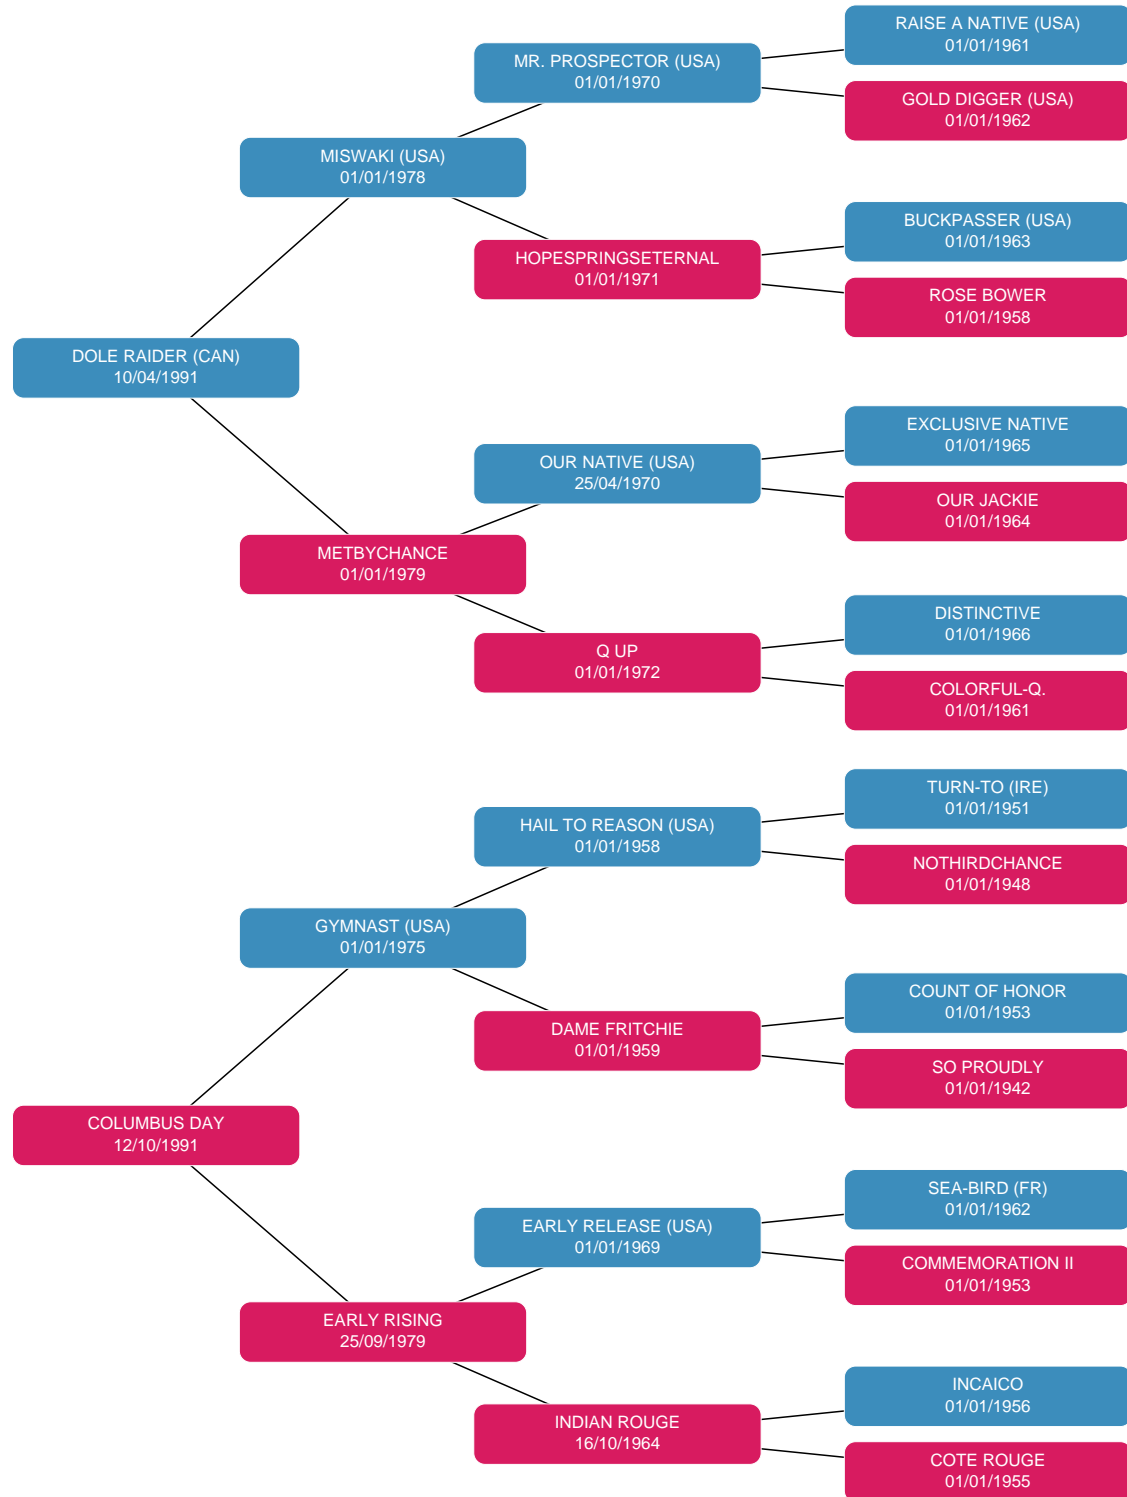 RAISE A NATIVE (USA)
01/01/1961
MR. PROSPECTOR (USA)
01/01/1970
GOLD DIGGER (USA)
01/01/1962
MISWAKI (USA)
01/01/1978
BUCKPASSER (USA)
01/01/1963
HOPESPRINGSETERNAL
01/01/1971
ROSE BOWER
01/01/1958
DOLE RAIDER (CAN)
10/04/1991
EXCLUSIVE NATIVE
01/01/1965
OUR NATIVE (USA)
25/04/1970
OUR JACKIE
01/01/1964
METBYCHANCE
01/01/1979
DISTINCTIVE
01/01/1966
Q UP
01/01/1972
COLORFUL-Q.
01/01/1961
TURN-TO (IRE)
01/01/1951
HAIL TO REASON (USA)
01/01/1958
NOTHIRDCHANCE
01/01/1948
GYMNAST (USA)
01/01/1975
COUNT OF HONOR
01/01/1953
DAME FRITCHIE
01/01/1959
SO PROUDLY
01/01/1942
COLUMBUS DAY
12/10/1991
SEA-BIRD (FR)
01/01/1962
EARLY RELEASE (USA)
01/01/1969
COMMEMORATION II
01/01/1953
EARLY RISING
25/09/1979
INCAICO
01/01/1956
INDIAN ROUGE
16/10/1964
COTE ROUGE
01/01/1955